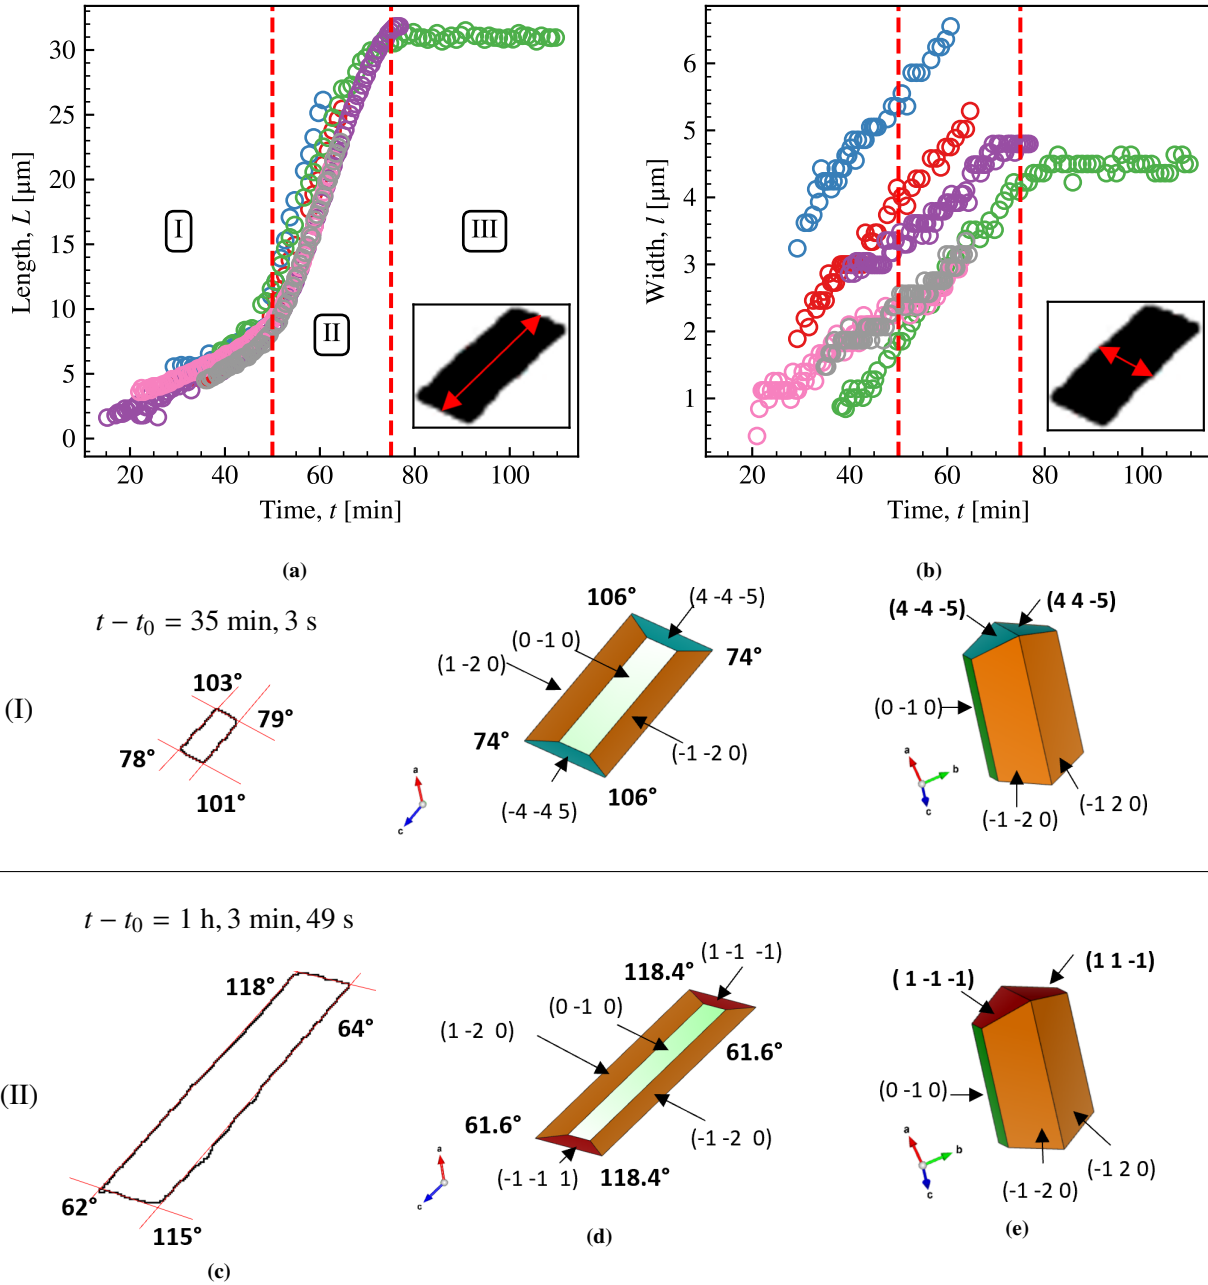 30
25
20
15
10
5
0
Length, L [μm]
I
II
III
20 40 60 80 100
Time, t [min]
(a)
6
5
4
3
2
1
Width, l [μm]
20 40 60 80 100
Time, t [min]
(b)
t − t0 = 35 min, 3 s
(I)
103°
79°
78°
101°
106°
(4 -4 -5)
(0 -1 0)
(1 -2 0)
74°
74°
(-1 -2 0)
(-4 -4 5)
106°
a
c
(4 -4 -5)
(4 4 -5)
(0 -1 0)
a
b
c
(-1 2 0)
(-1 -2 0)
t − t0 = 1 h, 3 min, 49 s
(II)
118°
64°
62°
115°
(c)
(1 -1 -1)
118.4°
(0 -1 0)
(1 -2 0)
61.6°
61.6°
(-1 -2 0)
(-1 -1 1)
118.4°
a
c
(d)
(1 1 -1)
( 1 -1 -1)
(0 -1 0)
a
b
c
(-1 2 0)
(-1 -2 0)
(e)